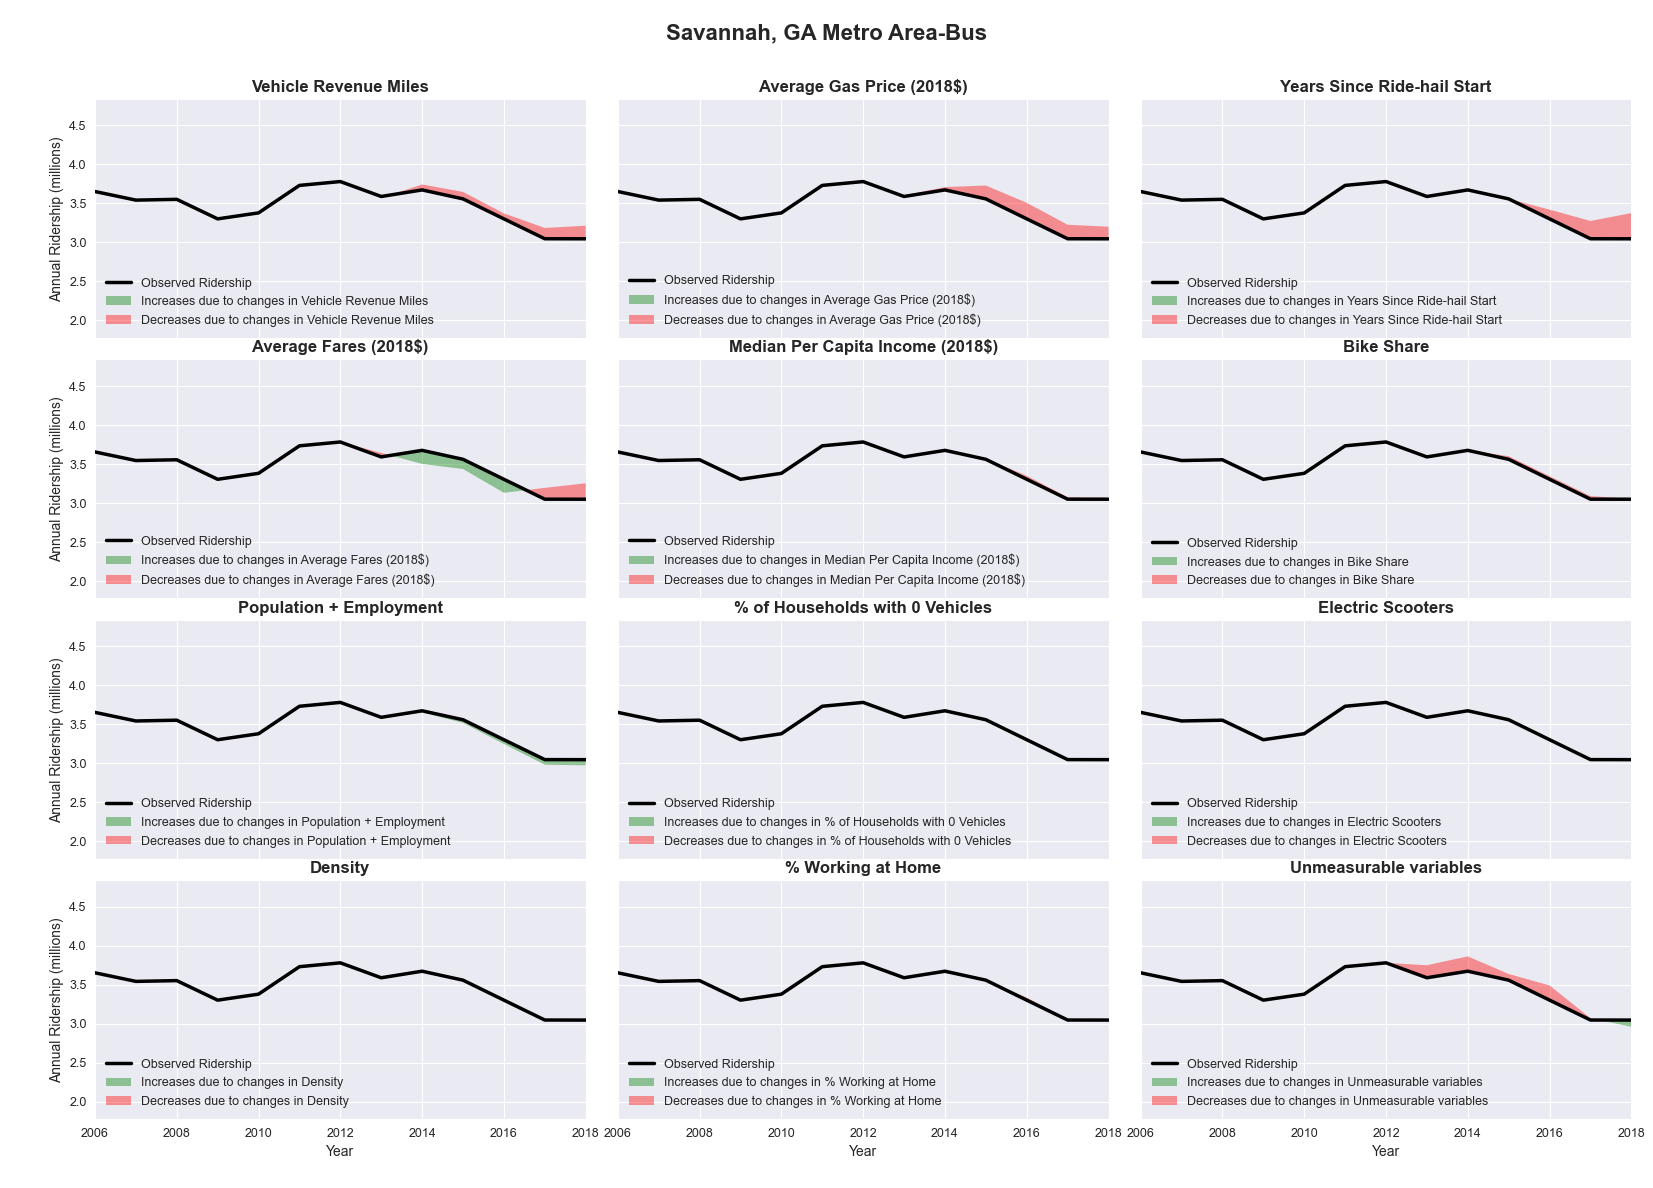 Savannah, GA Metro Area-Bus
Vehicle Revenue Miles
Annual Ridership (millions)
4.5
4.0
3.5
3.0
2.5
2.0
Observed Ridership
Increases due to changes in Vehicle Revenue Miles
Decreases due to changes in Vehicle Revenue Miles
Average Gas Price (2018$)
Observed Ridership
Increases due to changes in Average Gas Price (2018$)
Decreases due to changes in Average Gas Price (2018$)
Years Since Ride-hail Start
Observed Ridership
Increases due to changes in Years Since Ride-hail Start
Decreases due to changes in Years Since Ride-hail Start
Average Fares (2018$)
Annual Ridership (millions)
4.5
4.0
3.5
3.0
2.5
2.0
Observed Ridership
Increases due to changes in Average Fares (2018$)
Decreases due to changes in Average Fares (2018$)
Median Per Capita Income (2018$)
Observed Ridership
Increases due to changes in Median Per Capita Income (2018$)
Decreases due to changes in Median Per Capita Income (2018$)
Bike Share
Observed Ridership
Increases due to changes in Bike Share
Decreases due to changes in Bike Share
Population + Employment
Annual Ridership (millions)
4.5
4.0
3.5
3.0
2.5
2.0
Observed Ridership
Increases due to changes in Population + Employment
Decreases due to changes in Population + Employment
% of Households with 0 Vehicles
Observed Ridership
Increases due to changes in % of Households with 0 Vehicles
Decreases due to changes in % of Households with 0 Vehicles
Electric Scooters
Observed Ridership
Increases due to changes in Electric Scooters
Decreases due to changes in Electric Scooters
Density
Annual Ridership (millions)
4.5
4.0
3.5
3.0
2.5
2.0
Observed Ridership
Increases due to changes in Density
Decreases due to changes in Density
2006 2008 2010 2012 2014 2016 2018
Year
% Working at Home
Observed Ridership
Increases due to changes in % Working at Home
Decreases due to changes in % Working at Home
2006 2008 2010 2012 2014 2016 2018
Year
Unmeasurable variables
Observed Ridership
Increases due to changes in Unmeasurable variables
Decreases due to changes in Unmeasurable variables
2006 2008 2010 2012 2014 2016 2018
Year